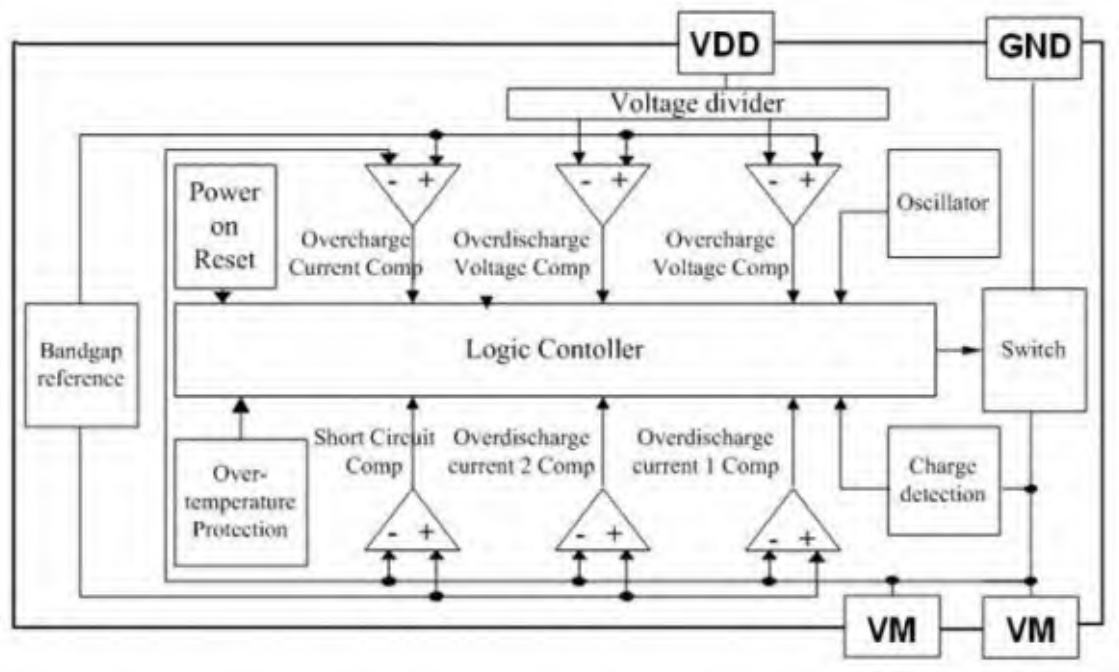 VDD
GND
Voltage divider
- +
- +
- +
Power
on
Reset
Oscillator
Overcharge
Current Comp
Overdischarge
Voltage Comp
Overcharge
Voltage Comp
Bandgap
reference
Logic Contoller
Switch
Over-
temperature
Protection
Short Circuit
Comp
Overdischarge
current 2 Comp
Overdischarge
current 1 Comp
Charge
detection
- +
- +
- +
VM
VM